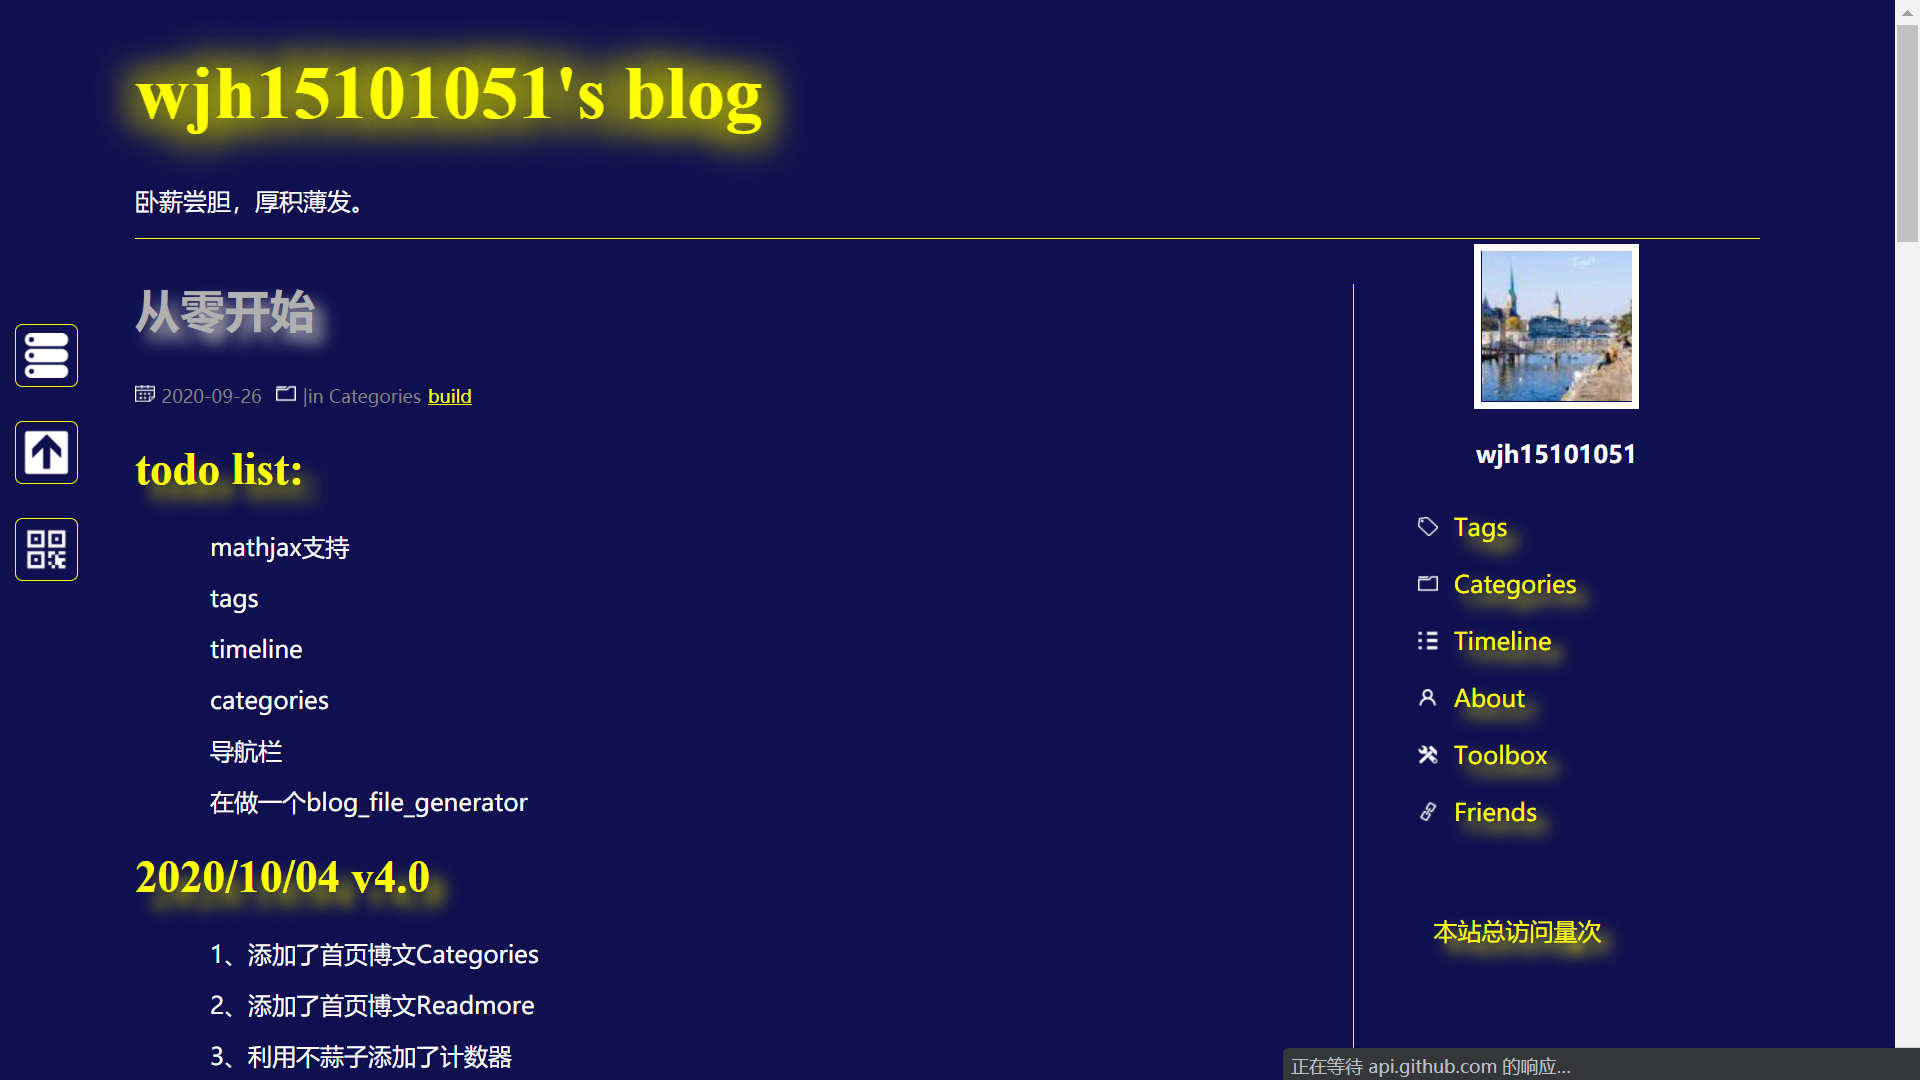 wjh15101051's blog
卧薪尝胆，厚积薄发。
从零开始
2020-09-26 |in Categories build
todo list:
mathjax支持
tags
timeline
categories
导航栏
在做一个blog_file_generator
2020/10/04 v4.0
1、添加了首页博文Categories
2、添加了首页博文Readmore
3、利用不蒜子添加了计数器
wjh15101051
Tags
Categories
Timeline
About
Toolbox
Friends
本站总访问量次
正在等待 api.github.com 的响应...